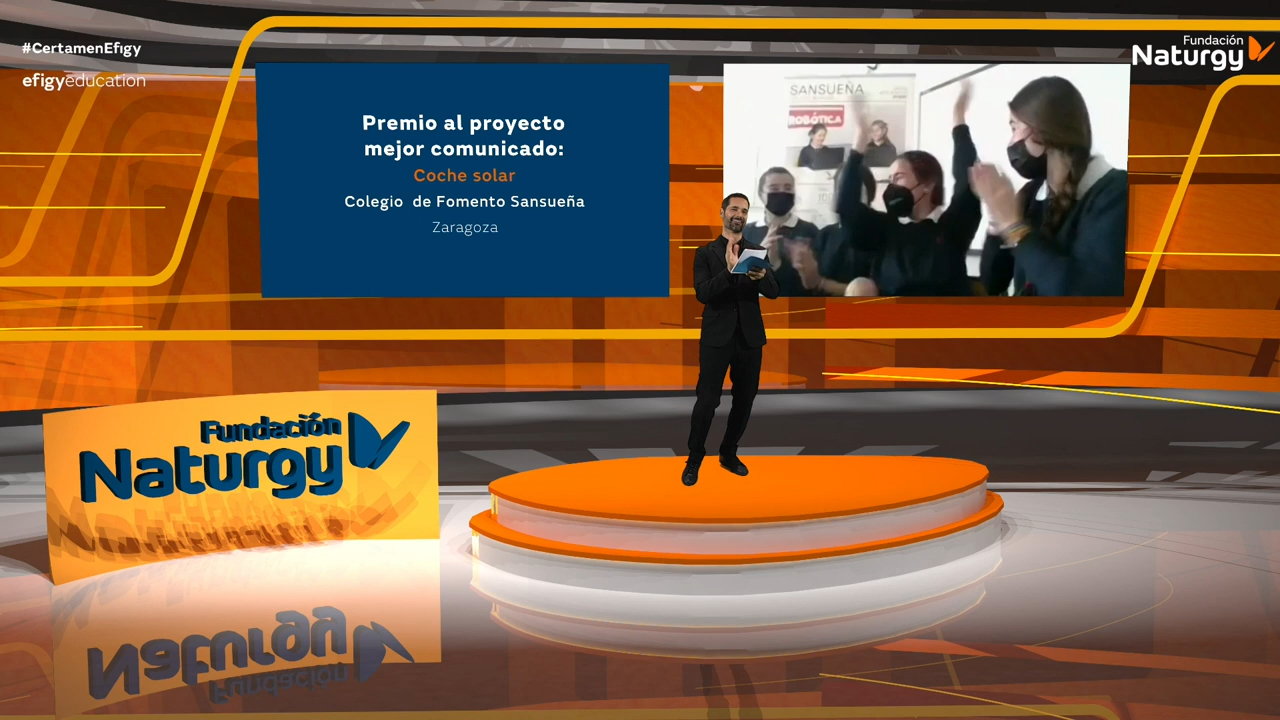 #CertamenEfigy
efigyeducation
Fundación
Naturgy
Premio al proyecto
mejor comunicado:
Coche solar
Colegio de Fomento Sansueña
Zaragoza
SANSUEÑA
ROBÓTICA
Fundación
Naturgy